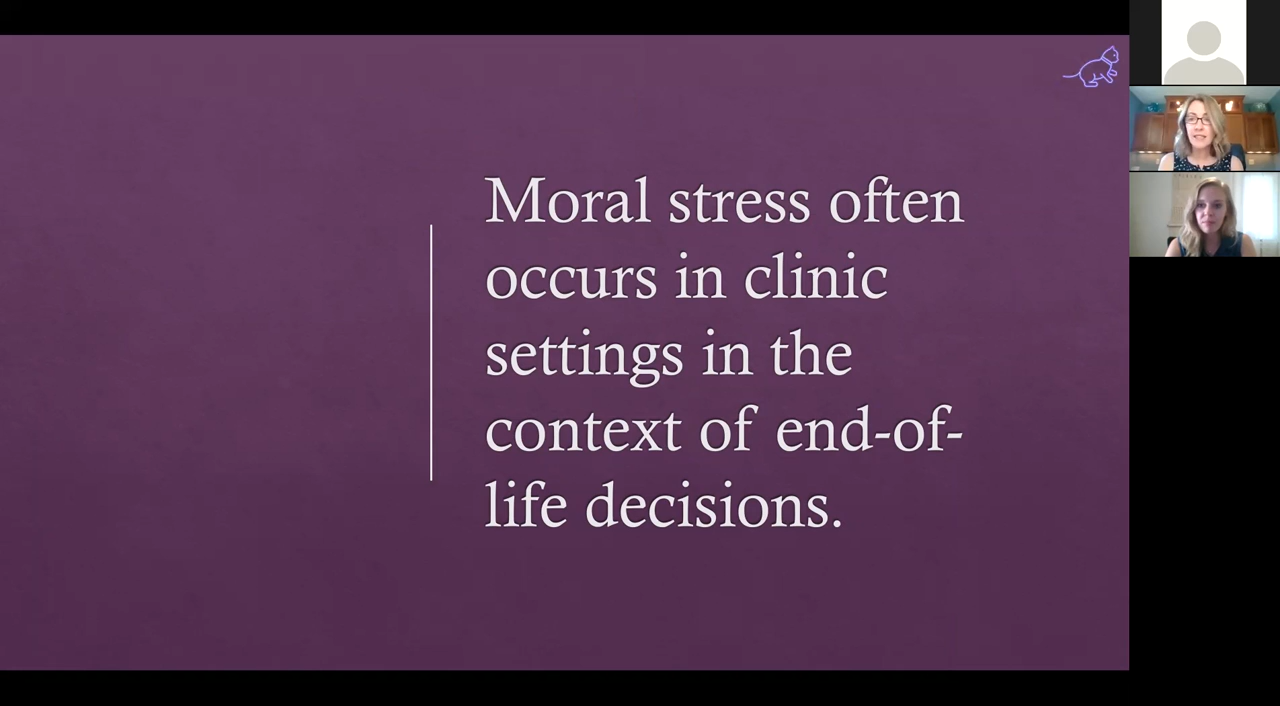 Moral stress often
occurs in clinic
settings in the
context of end-of-
life decisions.